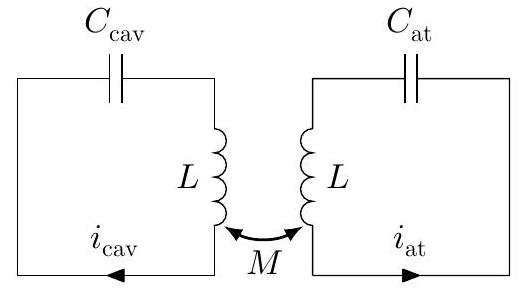 C_cav
C_at
L
L
i_cav
M
i_at